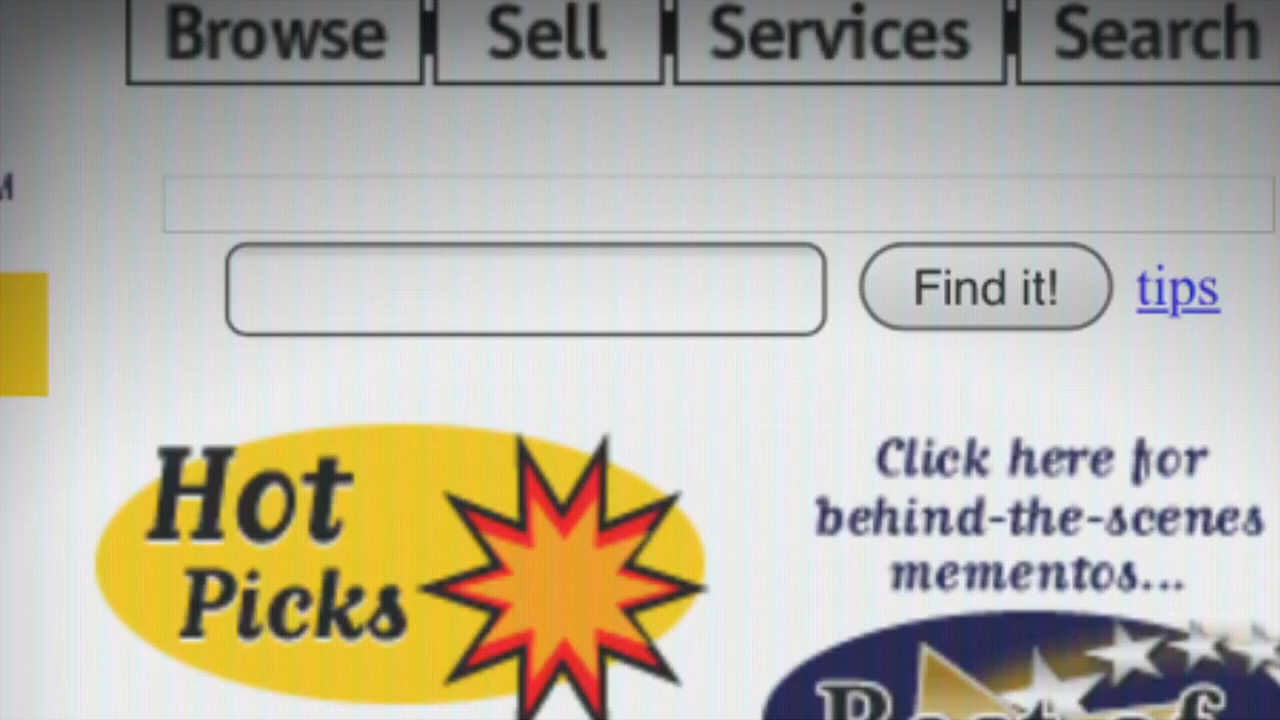 Browse Sell Services Search
Find it! tips
Hot
Picks
Click here for
behind-the-scenes
mementos...